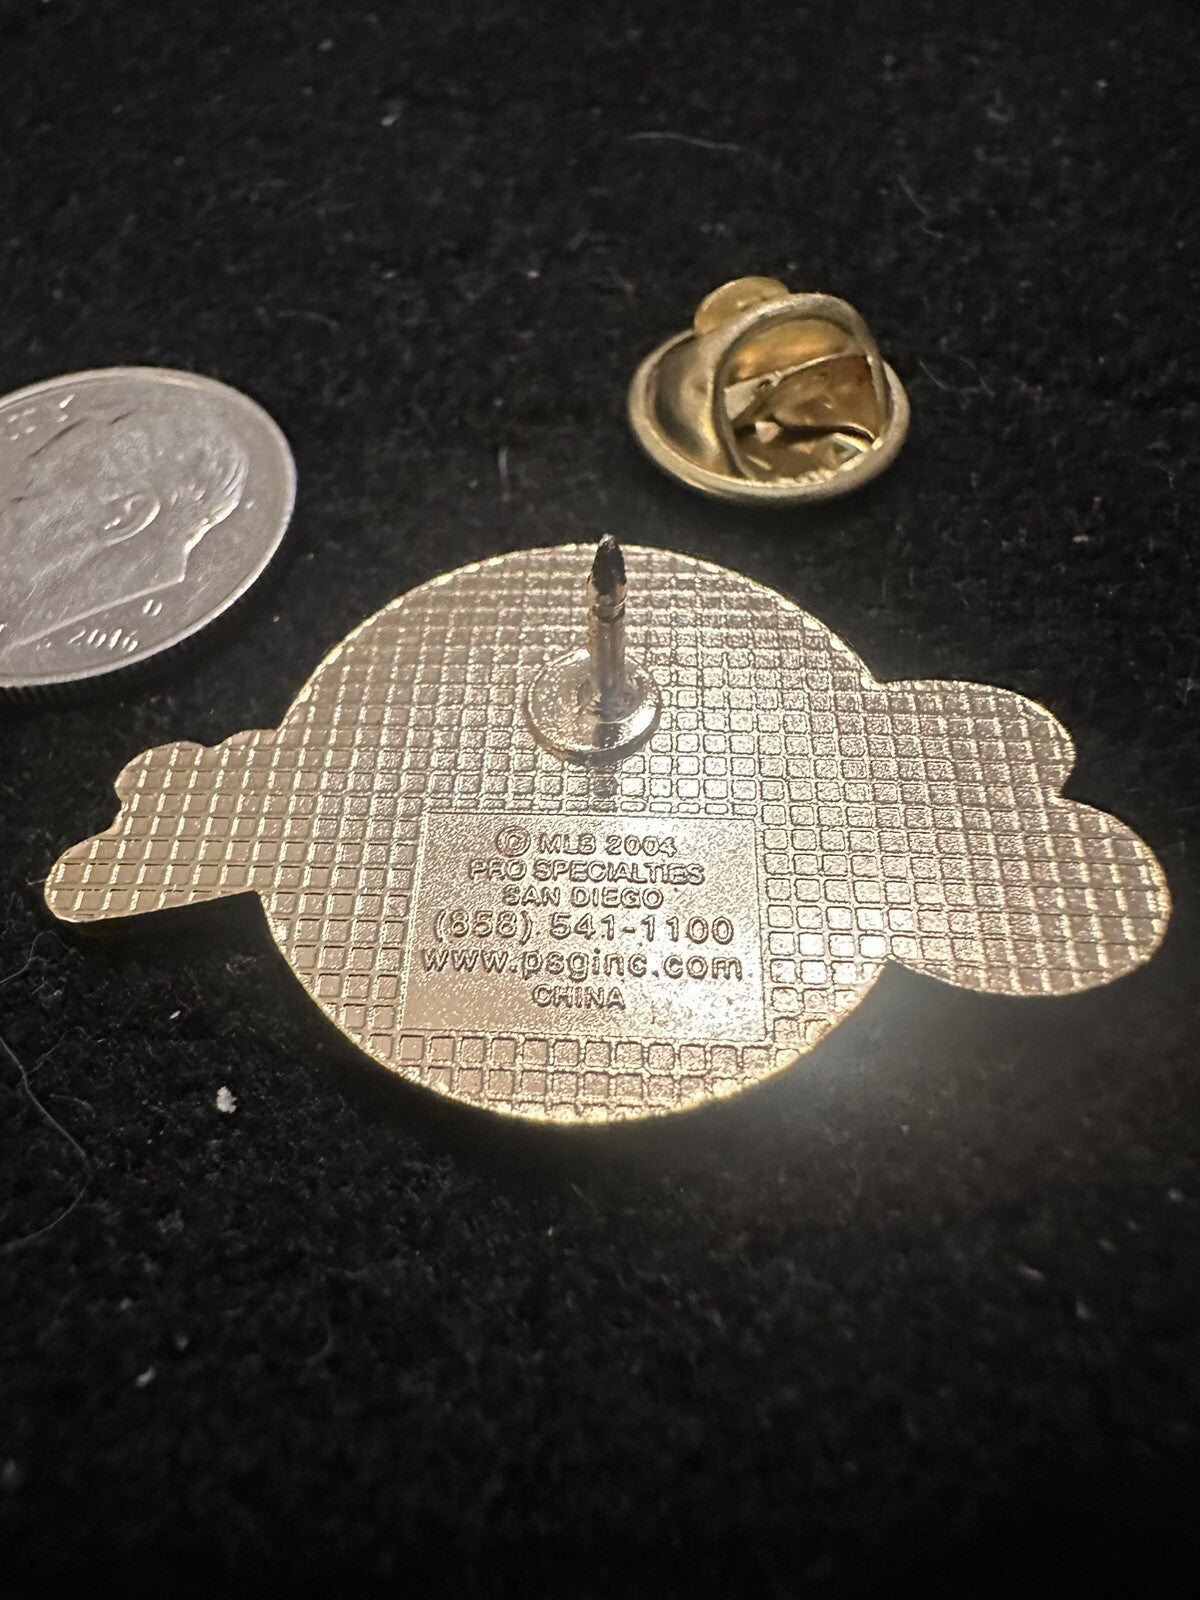 D
2016
© MLB 2004
PRO SPECIALTIES
SAN DIEGO
(858) 541-1100
www.psginc.com
CHINA